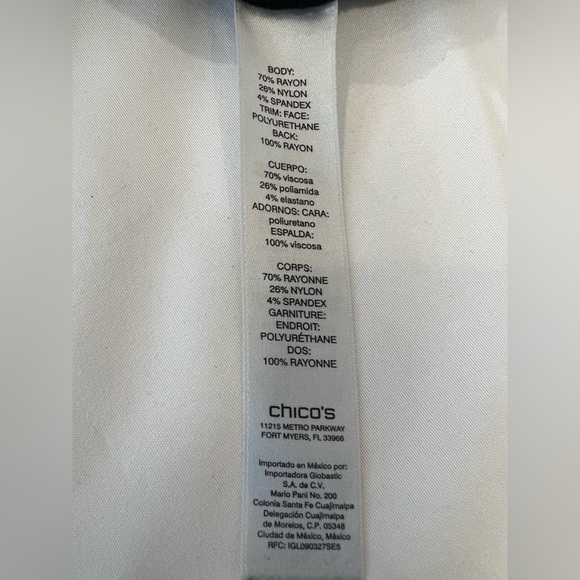 BODY:
70% RAYON
26% NYLON
4% SPANDEX
TRIM: FACE:
POLYURETHANE
BACK:
100% RAYON
CUERPO:
70% viscosa
26% poliamida
4% elastano
ADORNOS: CARA:
poliuretano
ESPALDA:
100% viscosa
CORPS:
70% RAYONNE
26% NYLON
4% SPANDEX
GARNITURE:
ENDROIT:
POLYURÉTHANE
DOS:
100% RAYONNE
chico's
11215 METRO PARKWAY
FORT MYERS, FL 33966
Importado en México por:
Importadora Globastic
S.A. de C.V.
Mario Pani No. 200
Colonia Santa Fe Cuajimalpa
Delegación Cuajimalpa
de Morelos, C.P. 05348
Ciudad de México, México
RFC: IGL090327SE5